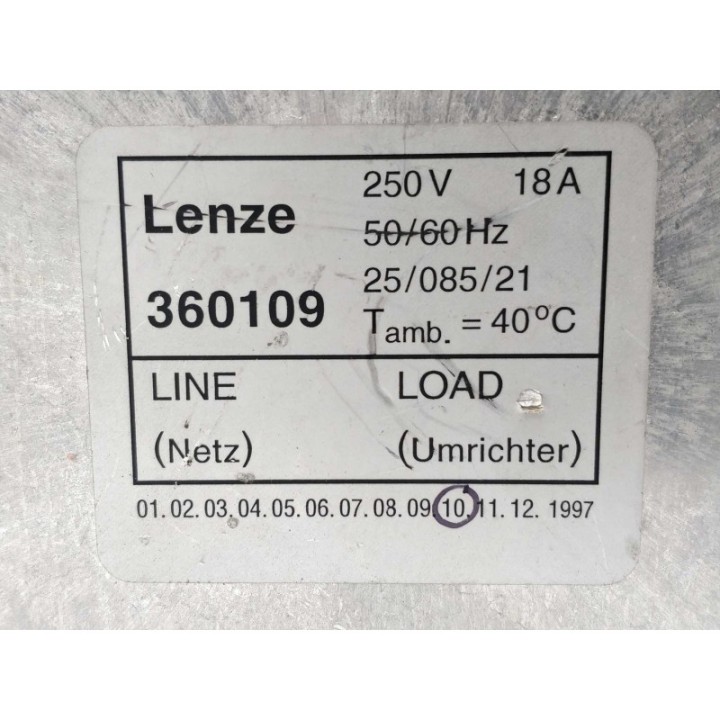 Lenze
360109
250V 18A
50/60Hz
25/085/21
Tamb. = 40°C
LINE LOAD
(Netz) (Umrichter)
01.02.03.04.05.06.07.08.09.10.11.12. 1997